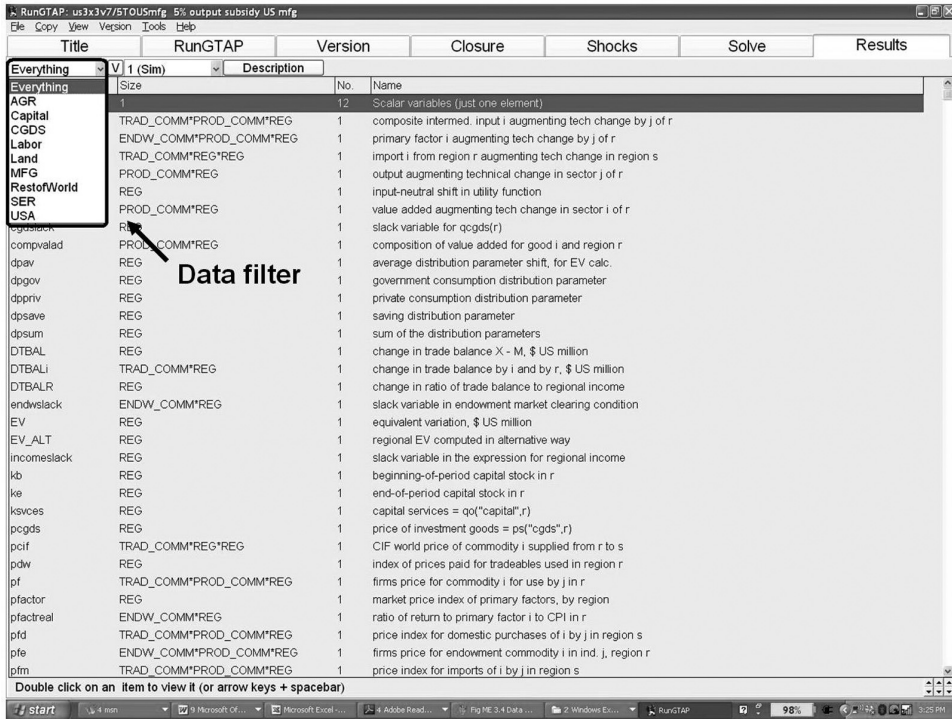 RunGTAP: us3x3v7/5TOUSmfg 5% output subsidy US mfg
File Copy View Version Tools Help
Title RunGTAP Version Closure Shocks Solve Results
Everything V 1 (Sim) Description
Everything Size No. Name
AGR 1 12 Scalar variables (just one element)
Capital TRAD_COMM*PROD_COMM*REG 1 composite intermed. input i augmenting tech change by j of r
CGDS ENDW_COMM*PROD_COMM*REG 1 primary factor i augmenting tech change by j of r
Labor
Land TRAD_COMM*REG*REG 1 import i from region r augmenting tech change in region s
MFG PROD_COMM*REG 1 output augmenting technical change in sector j of r
RestofWorld REG 1 input-neutral shift in utility function
SER PROD_COMM*REG 1 value added augmenting tech change in sector i of r
USA
cgdslack REG 1 slack variable for qcgds(r)
compvalad PROD_COMM*REG 1 composition of value added for good i and region r
dpav REG 1 average distribution parameter shift, for EV calc.
Data filter
dpgov REG 1 government consumption distribution parameter
dppriv REG 1 private consumption distribution parameter
dpsave REG 1 saving distribution parameter
dpsum REG 1 sum of the distribution parameters
DTBAL REG 1 change in trade balance X - M, $ US million
DTBALi TRAD_COMM*REG 1 change in trade balance by i and by r, $ US million
DTBALR REG 1 change in ratio of trade balance to regional income
endwslack ENDW_COMM*REG 1 slack variable in endowment market clearing condition
EV REG 1 equivalent variation, $ US million
EV_ALT REG 1 regional EV computed in alternative way
incomeslack REG 1 slack variable in the expression for regional income
kb REG 1 beginning-of-period capital stock in r
ke REG 1 end-of-period capital stock in r
ksvces REG 1 capital services = qo("capital",r)
pcgds REG 1 price of investment goods = ps("cgds",r)
pcif TRAD_COMM*REG*REG 1 CIF world price of commodity i supplied from r to s
pdw REG 1 index of prices paid for tradeables used in region r
pf TRAD_COMM*PROD_COMM*REG 1 firms price for commodity i for use by j in r
pfactor REG 1 market price index of primary factors, by region
pfactreal ENDW_COMM*REG 1 ratio of return to primary factor i to CPI in r
pfd TRAD_COMM*PROD_COMM*REG 1 price index for domestic purchases of i by j in region s
pfe ENDW_COMM*PROD_COMM*REG 1 firms price for endowment commodity i in ind. j, region r
pfm TRAD_COMM*PROD_COMM*REG 1 price index for imports of i by j in region s
Double click on an item to view it (or arrow keys + spacebar)
start 4 msn 9 Microsoft Of... Microsoft Excel -... 4 Adobe Read... Fig ME 3.4 Data ... 2 Windows Ex... RunGTAP 98% 3:25 PM